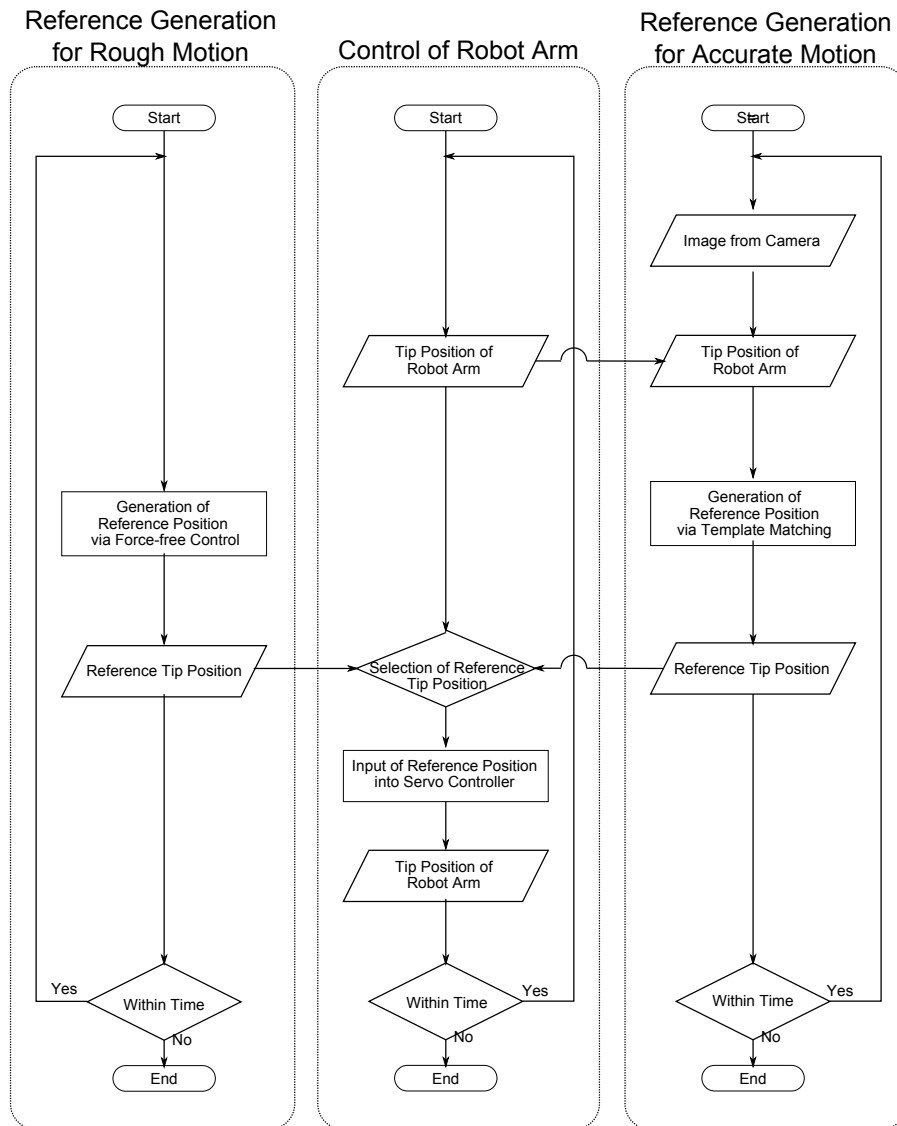 Reference Generation
for Rough Motion
Start
Generation of
Reference Position
via Force-free Control
Reference Tip Position
Yes
Within Time
No
End
Control of Robot Arm
Start
Tip Position of
Robot Arm
Selection of Reference
Tip Position
Input of Reference Position
into Servo Controller
Tip Position of
Robot Arm
Within Time
Yes
No
End
Reference Generation
for Accurate Motion
Start
Image from Camera
Tip Position of
Robot Arm
Generation of
Reference Position
via Template Matching
Reference Tip Position
Within Time
Yes
No
End